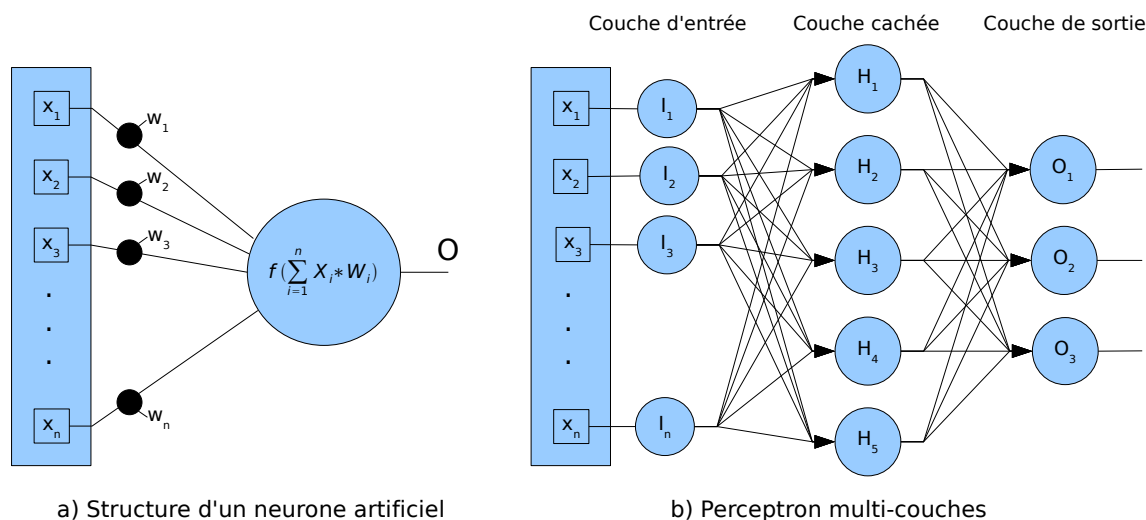 x1
w1
x2
w2
x3
w3
.
.
.
xn
wn
f(∑_{i=1}^{n} X_i * W_i)
O
a) Structure d'un neurone artificiel
Couche d'entrée
Couche cachée
Couche de sortie
x1
x2
x3
.
.
.
xn
I1
I2
I3
In
H1
H2
H3
H4
H5
O1
O2
O3
b) Perceptron multi-couches